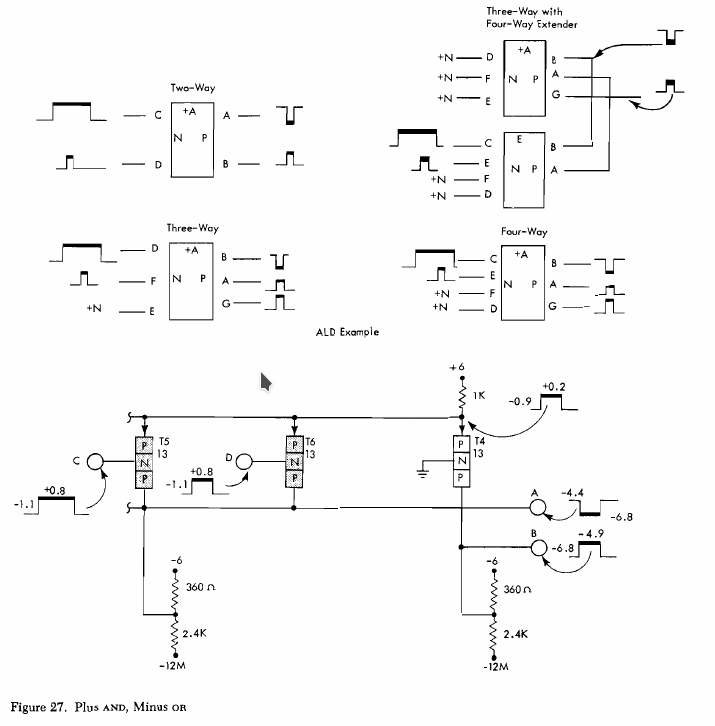 Three-Way with
Four-Way Extender
+N D +A B
+N F N P A
+N E G
Two-Way
C +A A
N P
D B
C E B
E
+N F N P A
+N D
Three-Way
D +A B
F N P A
+N E G
Four-Way
C +A B
E N P A
+N F
+N D G
ALD Example
+6
1K
+0.2
-0.9
P T5
13
C N
P
+0.8
-1.1
P T6
13
D N
P
+0.8
-1.1
P T4
13
N
P
A -4.4
-6.8
B -4.9
-6.8
-6
360 Ω
2.4K
-12M
-6
360 Ω
2.4K
-12M
Figure 27. Plus AND, Minus OR